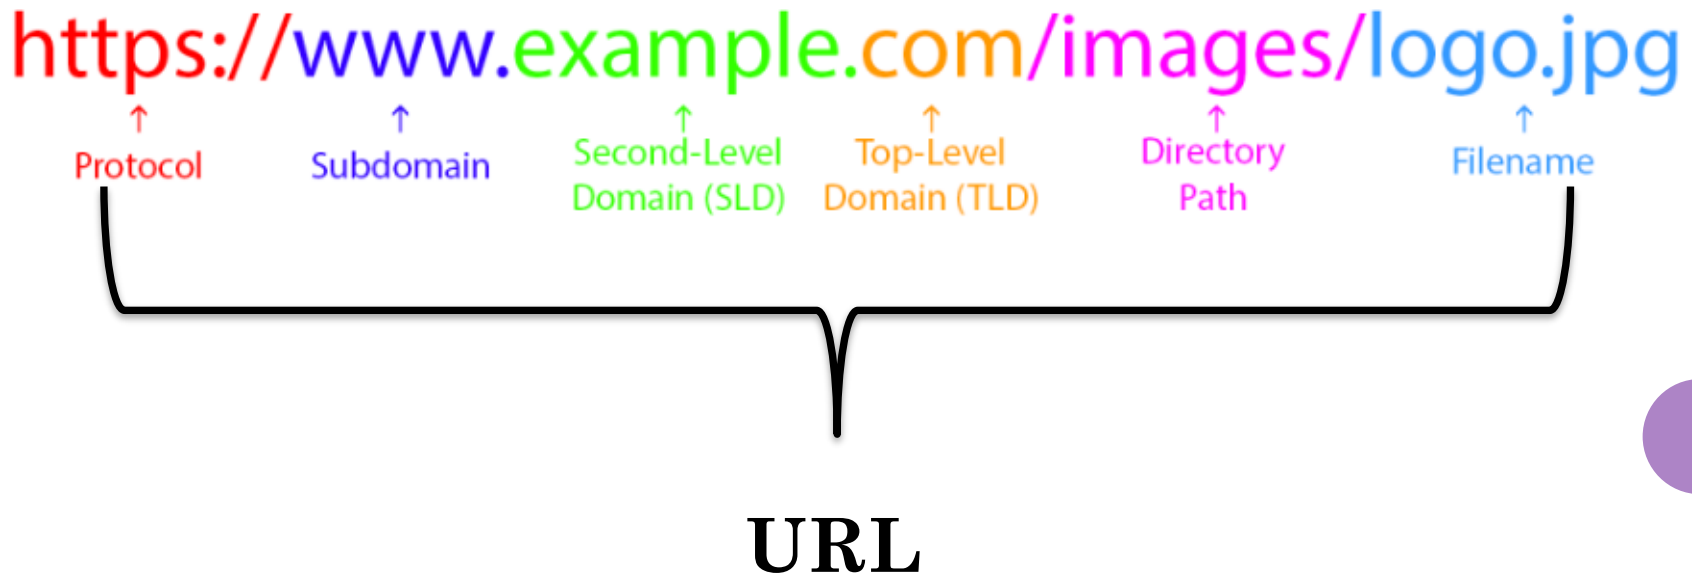 https://www.example.com/images/logo.jpg
↑ ↑ ↑ ↑ ↑ ↑
Protocol Subdomain Second-Level Top-Level Directory Filename
Domain (SLD) Domain (TLD) Path
URL